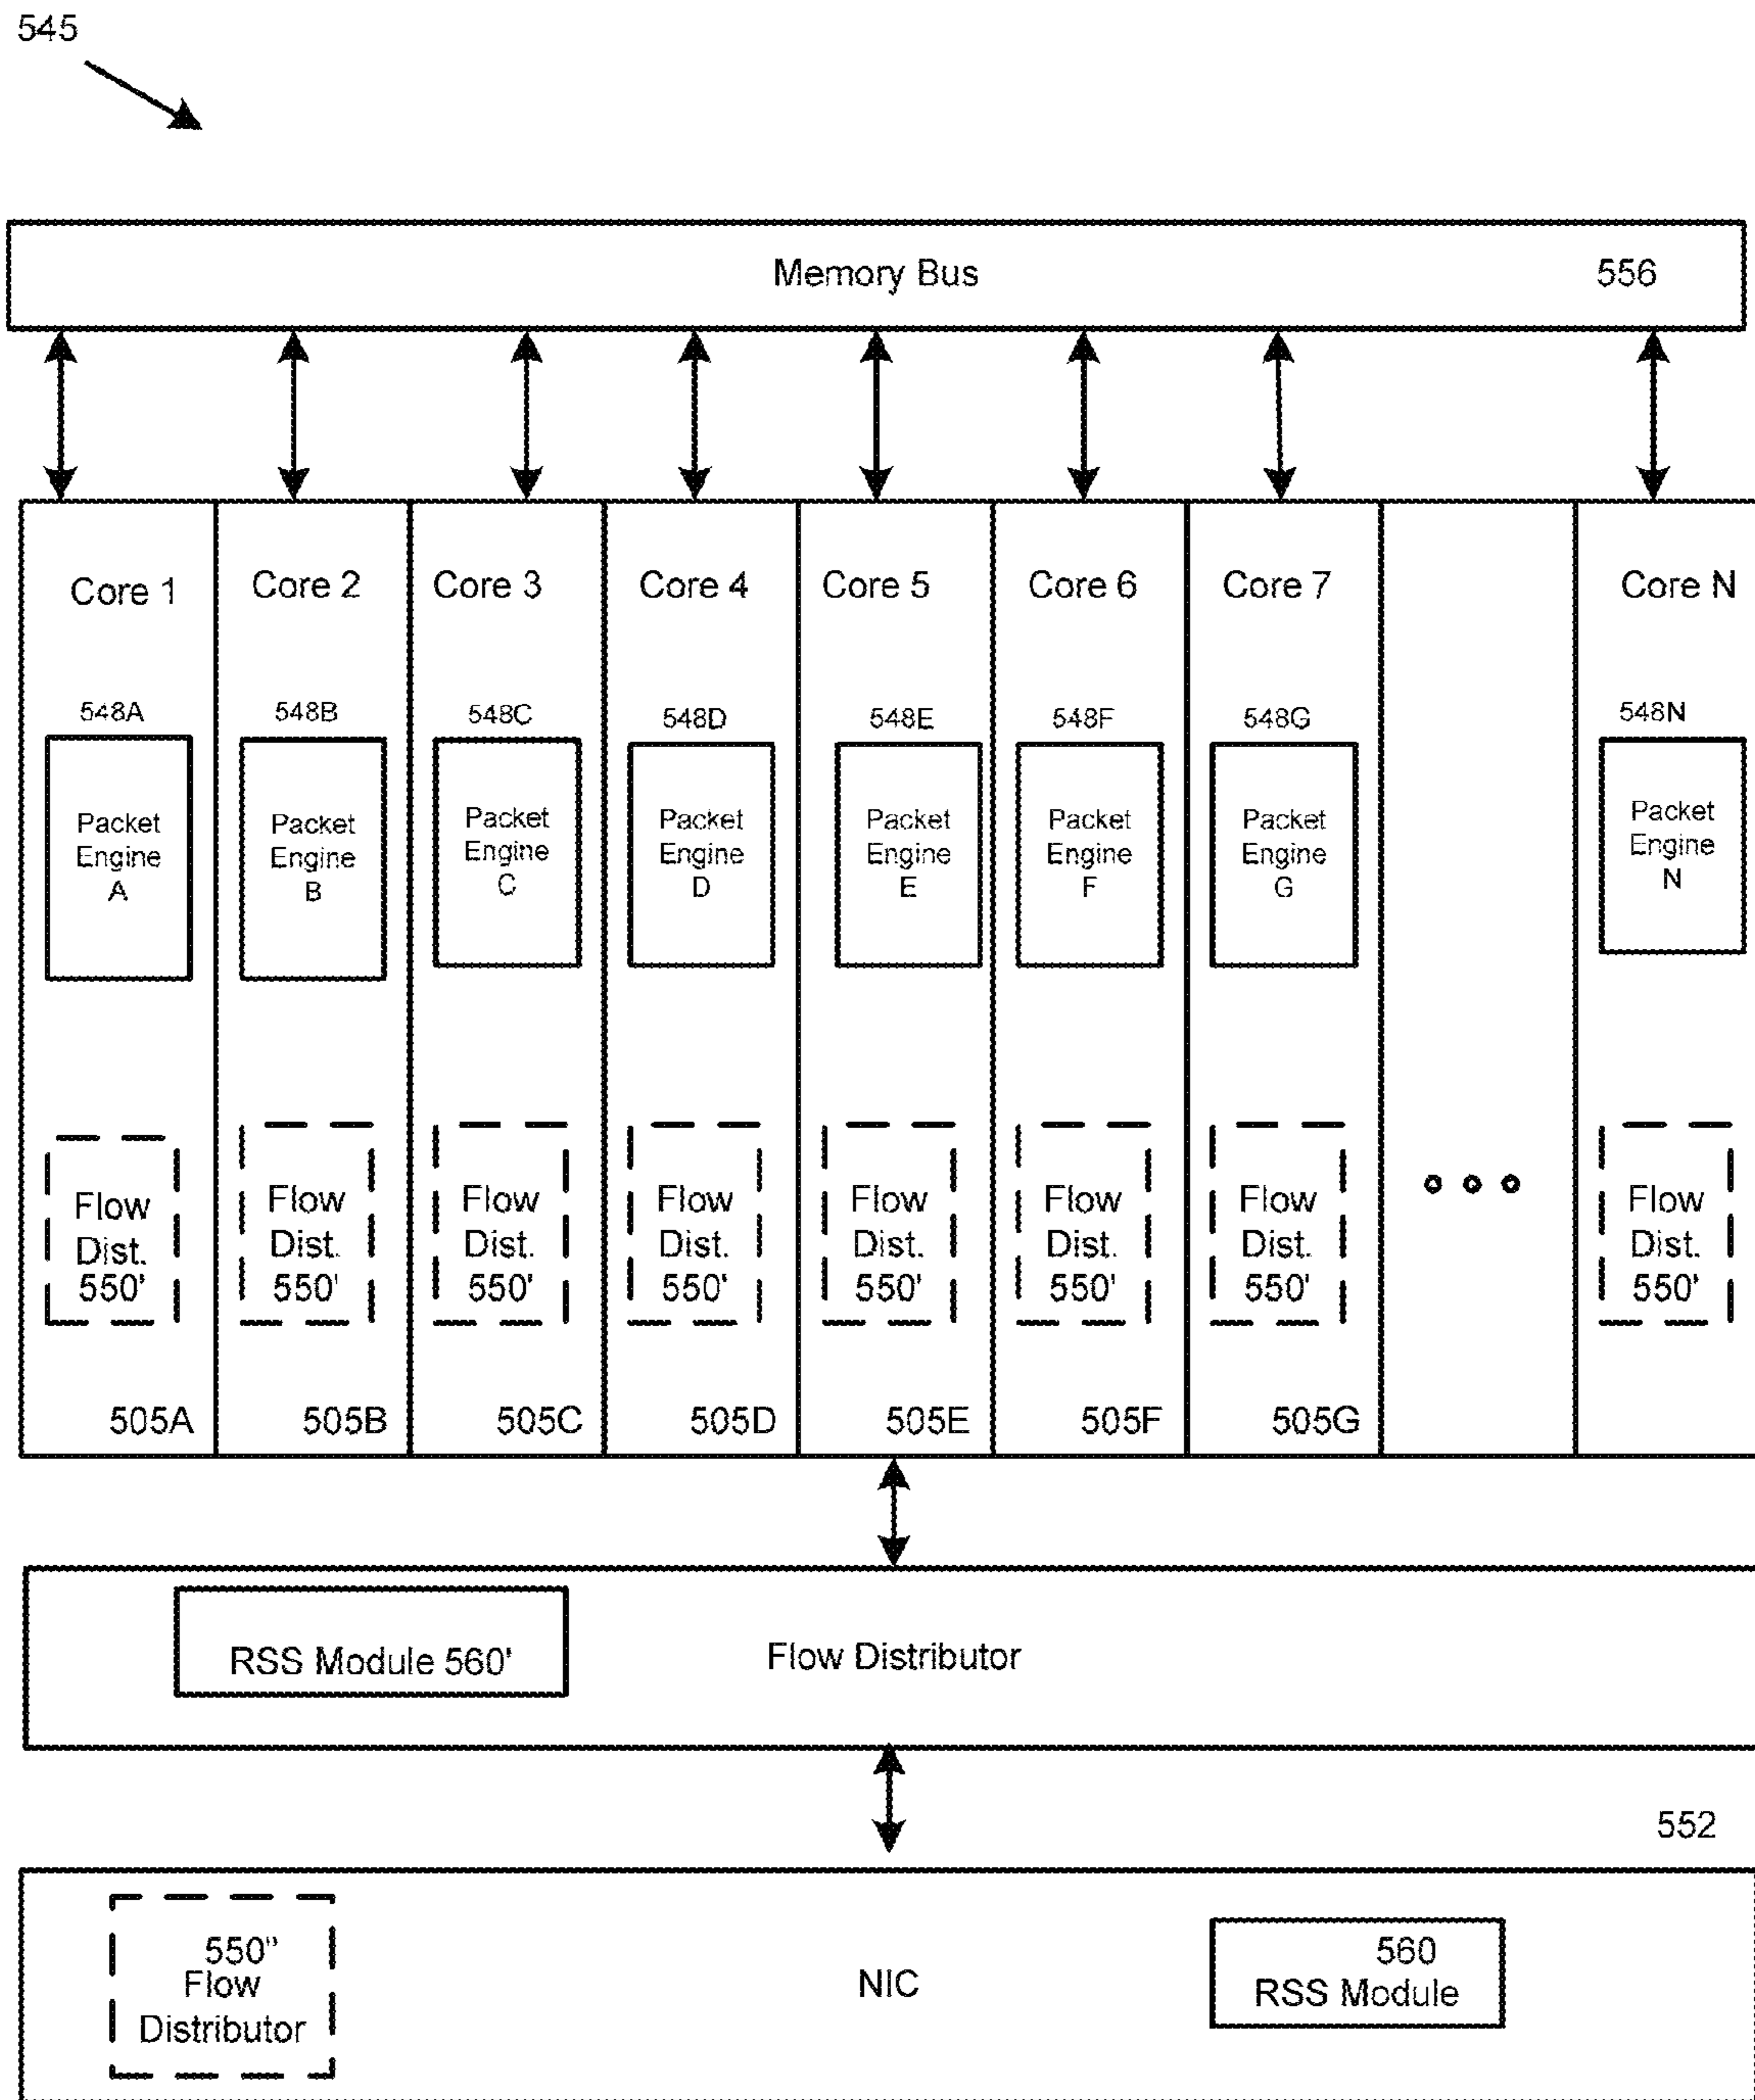 545
Memory Bus 556
Core 1 Core 2 Core 3 Core 4 Core 5 Core 6 Core 7 Core N
548A 548B 548C 548D 548E 548F 548G 548N
Packet Packet Packet Packet Packet Packet Packet Packet
Engine Engine Engine Engine Engine Engine Engine Engine
A B C D E F G N
Flow Flow Flow Flow Flow Flow Flow Flow
Dist. Dist. Dist. Dist. Dist. Dist. Dist. Dist.
550' 550' 550' 550' 550' 550' 550' 550'
505A 505B 505C 505D 505E 505F 505G
RSS Module 560' Flow Distributor
552
550" 560
Flow NIC RSS Module
Distributor